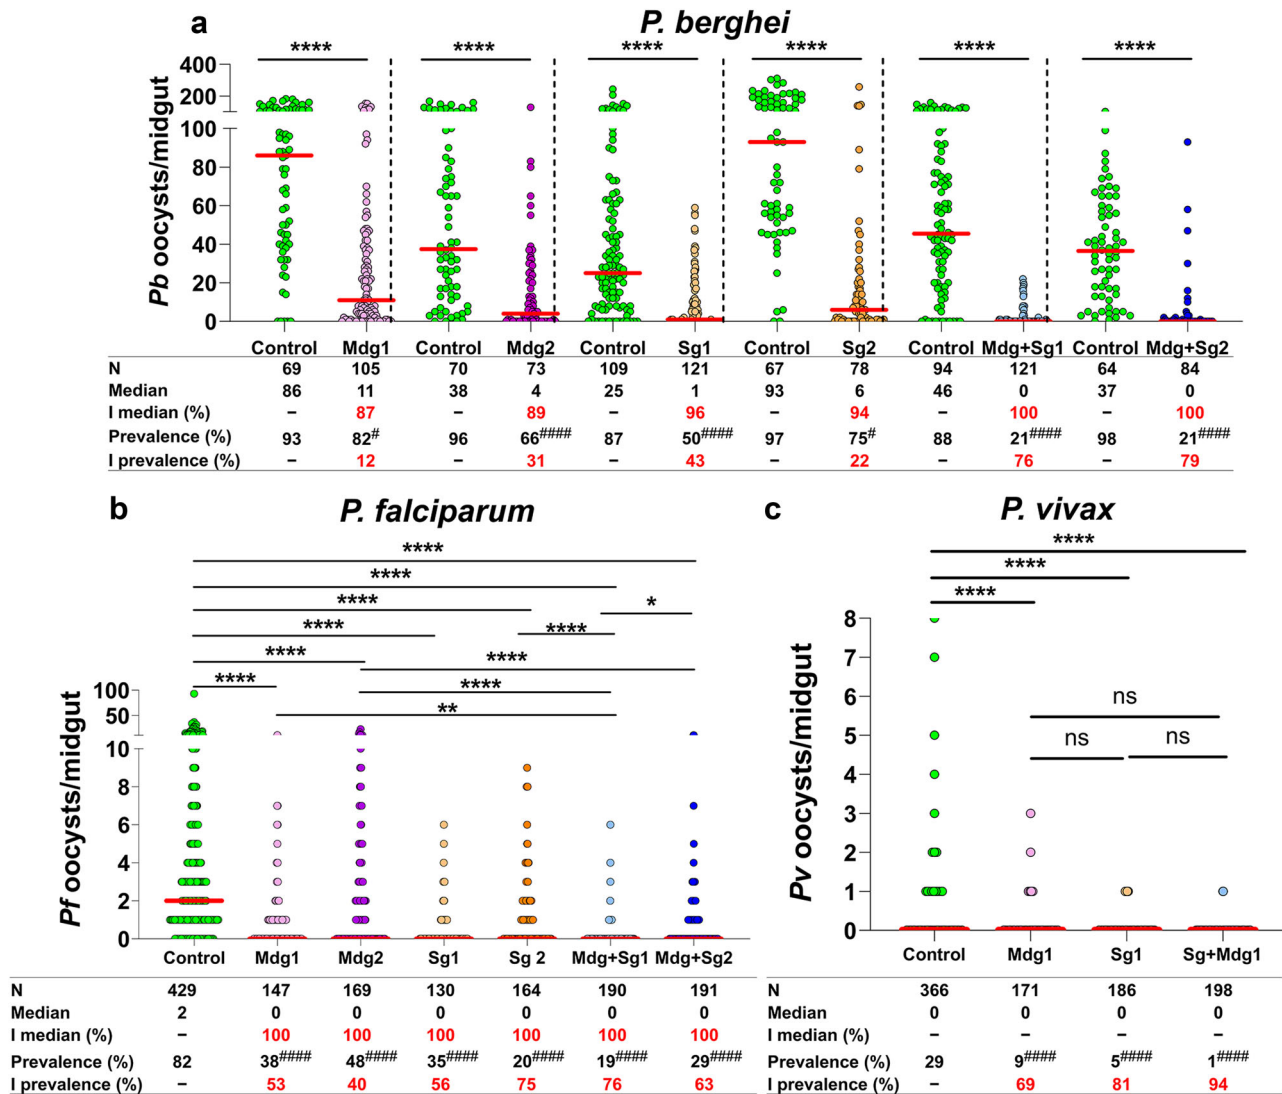 a
P. berghei
**** **** **** **** **** ****
Pb oocysts/midgut
400
200
100
80
60
40
20
0
Control Mdg1 Control Mdg2 Control Sg1 Control Sg2 Control Mdg+Sg1 Control Mdg+Sg2
N 69 105 70 73 109 121 67 78 94 121 64 84
Median 86 11 38 4 25 1 93 6 46 0 37 0
I median (%) – 87 – 89 – 96 – 94 – 100 – 100
Prevalence (%) 93 82# 96 66#### 87 50#### 97 75# 88 21#### 98 21####
I prevalence (%) – 12 – 31 – 43 – 22 – 76 – 79
b
P. falciparum
****
****
****
*
****
****
****
****
****
****
**
Pf oocysts/midgut
100
50
10
8
6
4
2
0
Control Mdg1 Mdg2 Sg1 Sg 2 Mdg+Sg1 Mdg+Sg2
N 429 147 169 130 164 190 191
Median 2 0 0 0 0 0 0
I median (%) – 100 100 100 100 100 100
Prevalence (%) 82 38#### 48#### 35#### 20#### 19#### 29####
I prevalence (%) – 53 40 56 75 76 63
c
P. vivax
****
****
****
ns
ns
ns
Pv oocysts/midgut
8
7
6
5
4
3
2
1
0
Control Mdg1 Sg1 Sg+Mdg1
N 366 171 186 198
Median 0 0 0 0
I median (%) – – – –
Prevalence (%) 29 9#### 5#### 1####
I prevalence (%) – 69 81 94